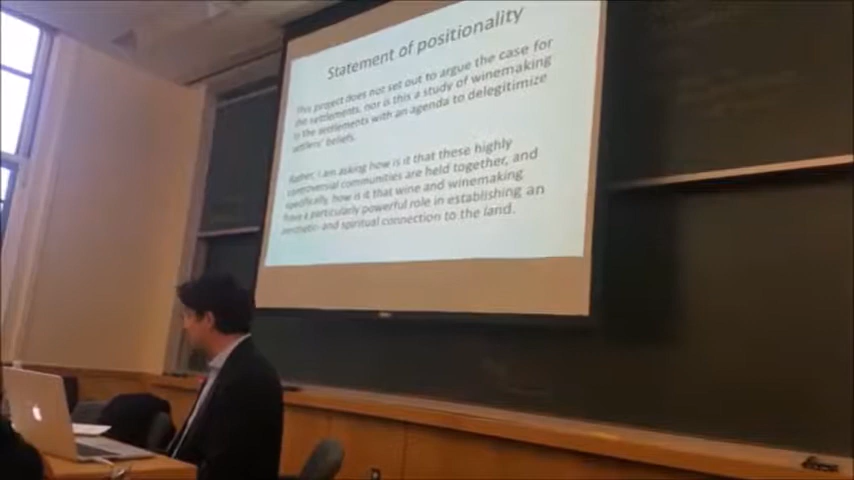 Statement of positionality
This project does not set out to argue the case for
the settlements, nor is this a study of winemaking
in the settlements with an agenda to delegitimize
settlers' beliefs.
Rather, I am asking how is it that these highly
controversial communities are held together, and
specifically, how is it that wine and winemaking
have a particularly powerful role in establishing an
aesthetic and spiritual connection to the land.